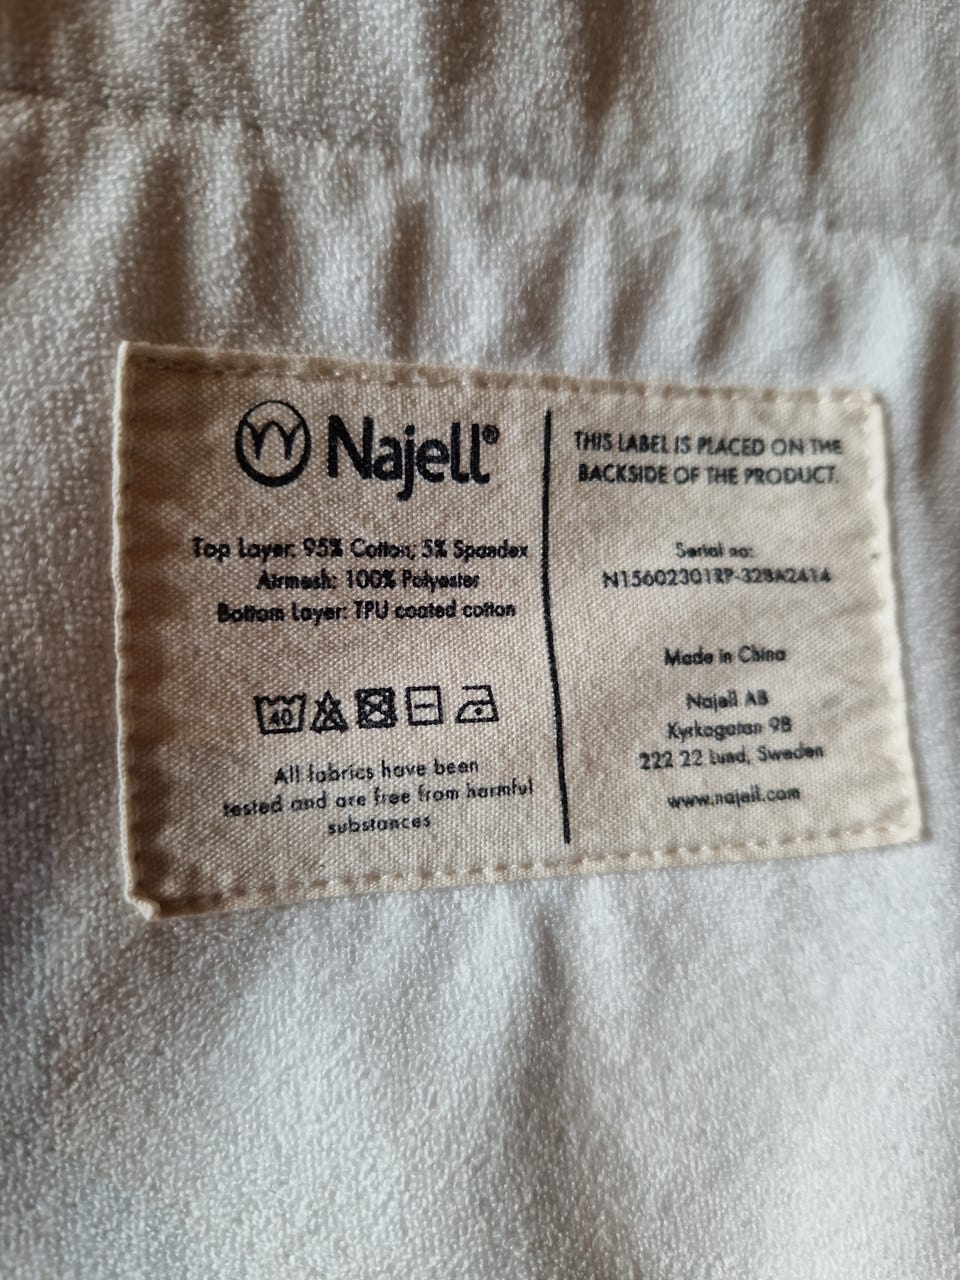 Najell®
Top Layer: 95% Cotton; 5% Spandex
Airmesh: 100% Polyester
Bottom Layer: TPU coated cotton
40
All fabrics have been
tested and are free from harmful
substances
THIS LABEL IS PLACED ON THE
BACKSIDE OF THE PRODUCT.
Serial no:
N15602301RP-328A2414
Made in China
Najell AB
Kyrkogatan 9B
222 22 Lund, Sweden
www.najell.com